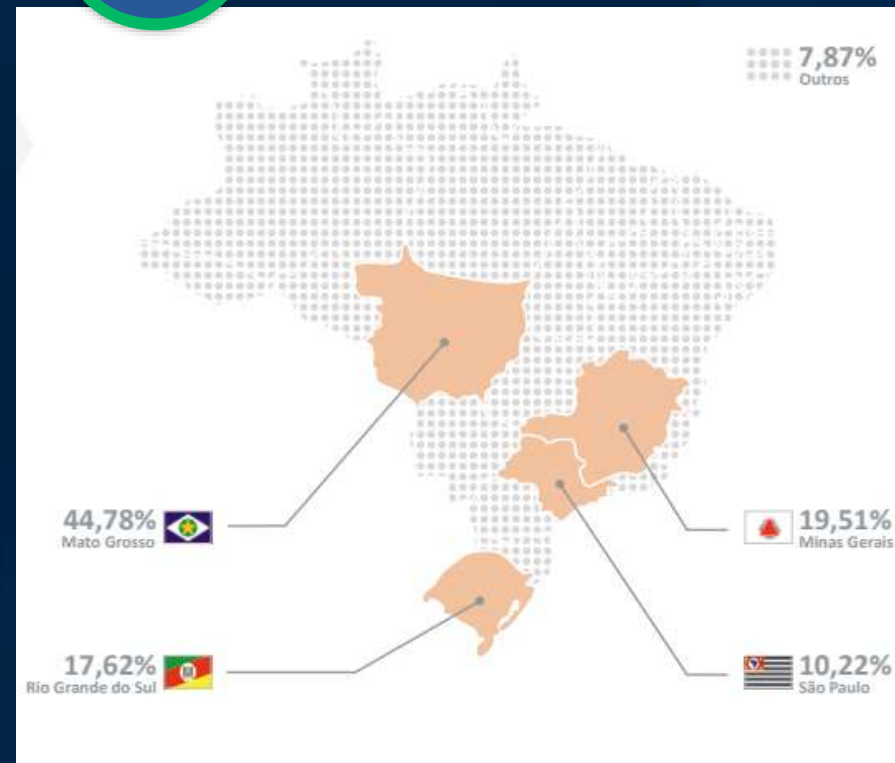 7,87%
Outros
44,78%
Mato Grosso
19,51%
Minas Gerais
17,62%
Rio Grande do Sul
10,22%
São Paulo